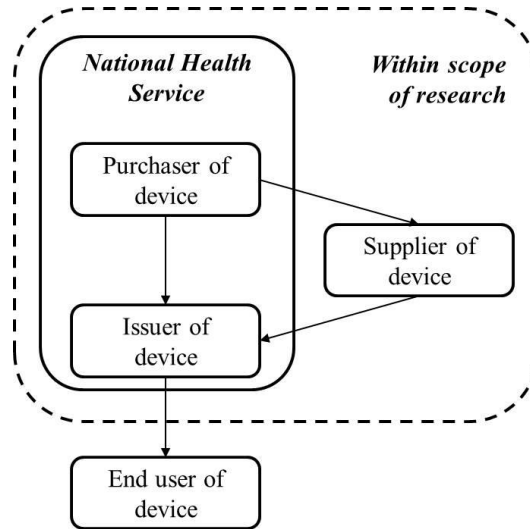 National Health
Service
Within scope
of research
Purchaser of
device
Supplier of
device
Issuer of
device
End user of
device